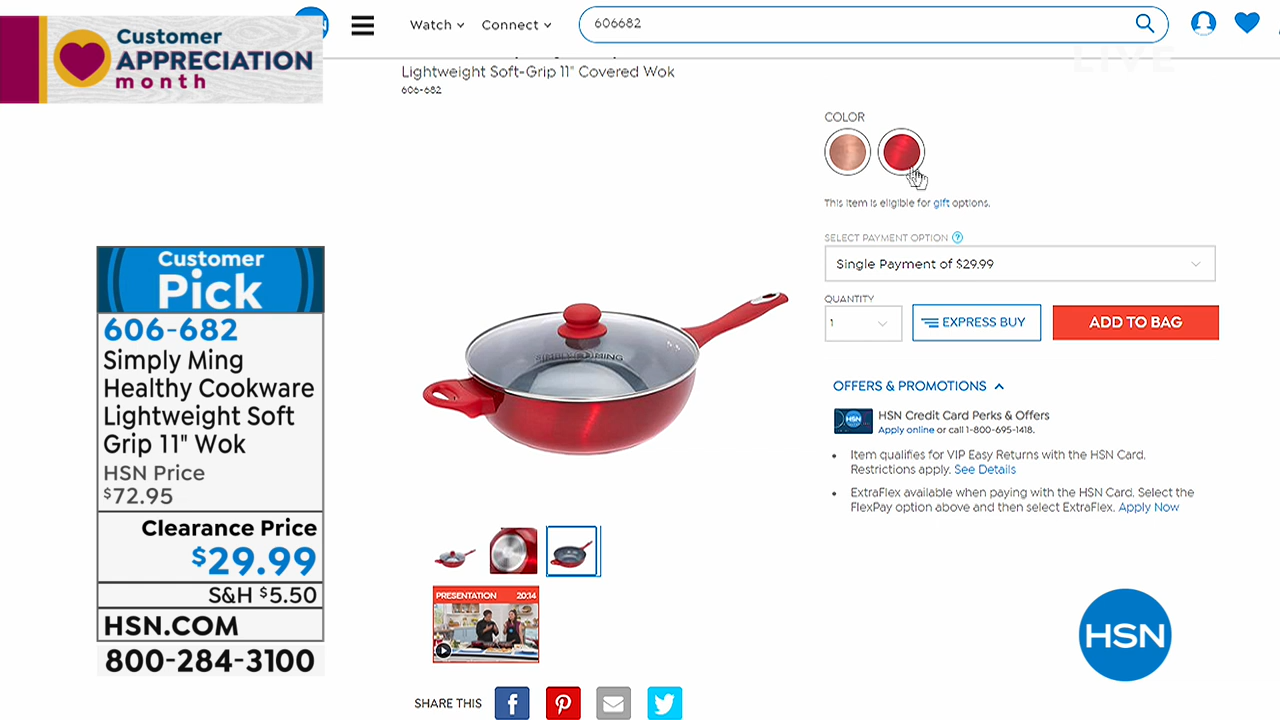 Customer
APPRECIATION
month
Watch
Connect
606682
LIVE
Lightweight Soft-Grip 11" Covered Wok
606-682
COLOR
This item is eligible for gift options.
SELECT PAYMENT OPTION ?
Single Payment of $29.99
QUANTITY
1
EXPRESS BUY
ADD TO BAG
OFFERS & PROMOTIONS
HSN
HSN Credit Card Perks & Offers
Apply online or call 1-800-695-1418.
• Item qualifies for VIP Easy Returns with the HSN Card.
Restrictions apply. See Details
• ExtraFlex available when paying with the HSN Card. Select the
FlexPay option above and then select ExtraFlex. Apply Now
Customer
Pick
606-682
Simply Ming
Healthy Cookware
Lightweight Soft
Grip 11" Wok
HSN Price
$72.95
Clearance Price
$29.99
S&H $5.50
HSN.COM
800-284-3100
SIMPLY MING
PRESENTATION 20:14
SHARE THIS
HSN